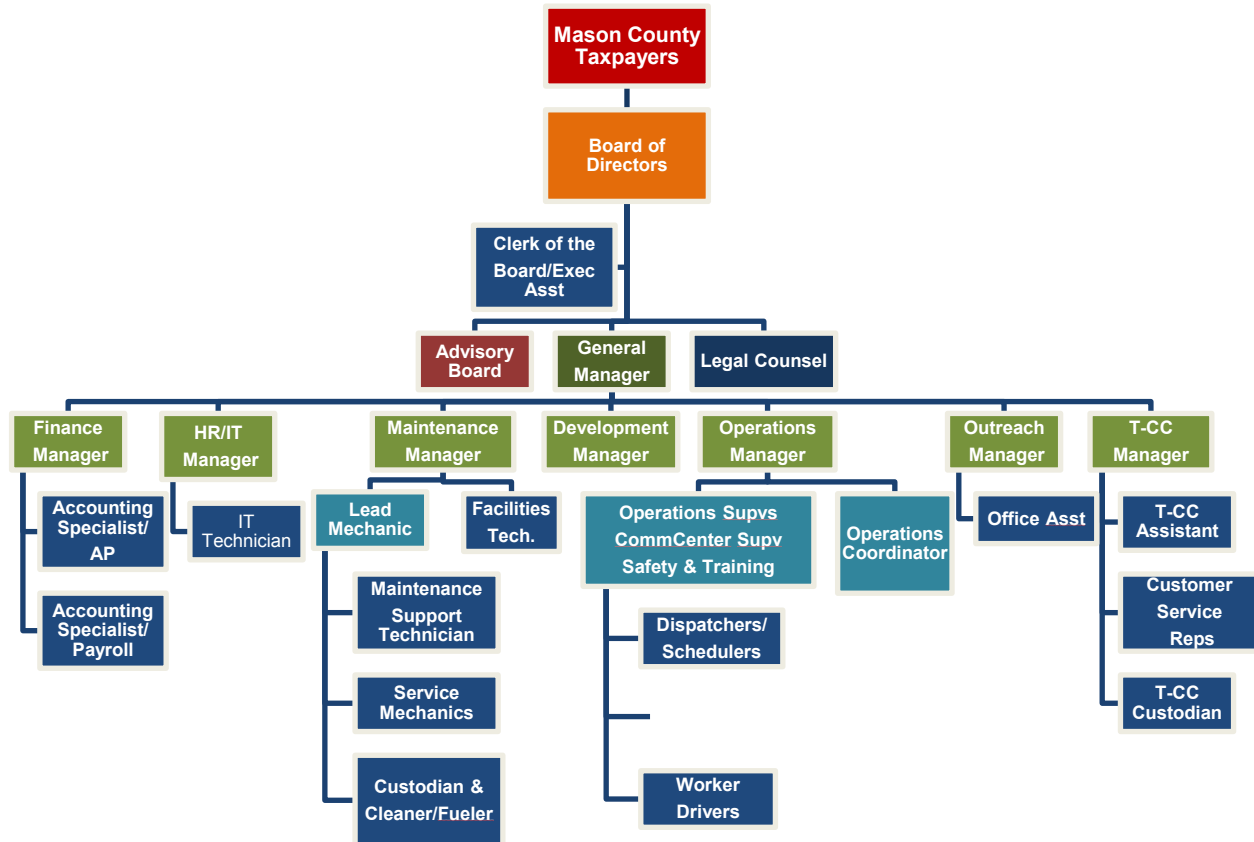 Mason County
Taxpayers
Board of
Directors
Clerk of the
Board/Exec
Asst
Advisory
Board
General
Manager
Legal Counsel
Finance
Manager
HR/IT
Manager
Maintenance
Manager
Development
Manager
Operations
Manager
Outreach
Manager
T-CC
Manager
Accounting
Specialist/
AP
Accounting
Specialist/
Payroll
IT
Technician
Lead
Mechanic
Facilities
Tech.
Maintenance
Support
Technician
Service
Mechanics
Custodian &
Cleaner/Fueler
Operations Supvs
CommCenter Supv
Safety & Training
Operations
Coordinator
Dispatchers/
Schedulers
Worker
Drivers
Office Asst
T-CC
Assistant
Customer
Service
Reps
T-CC
Custodian